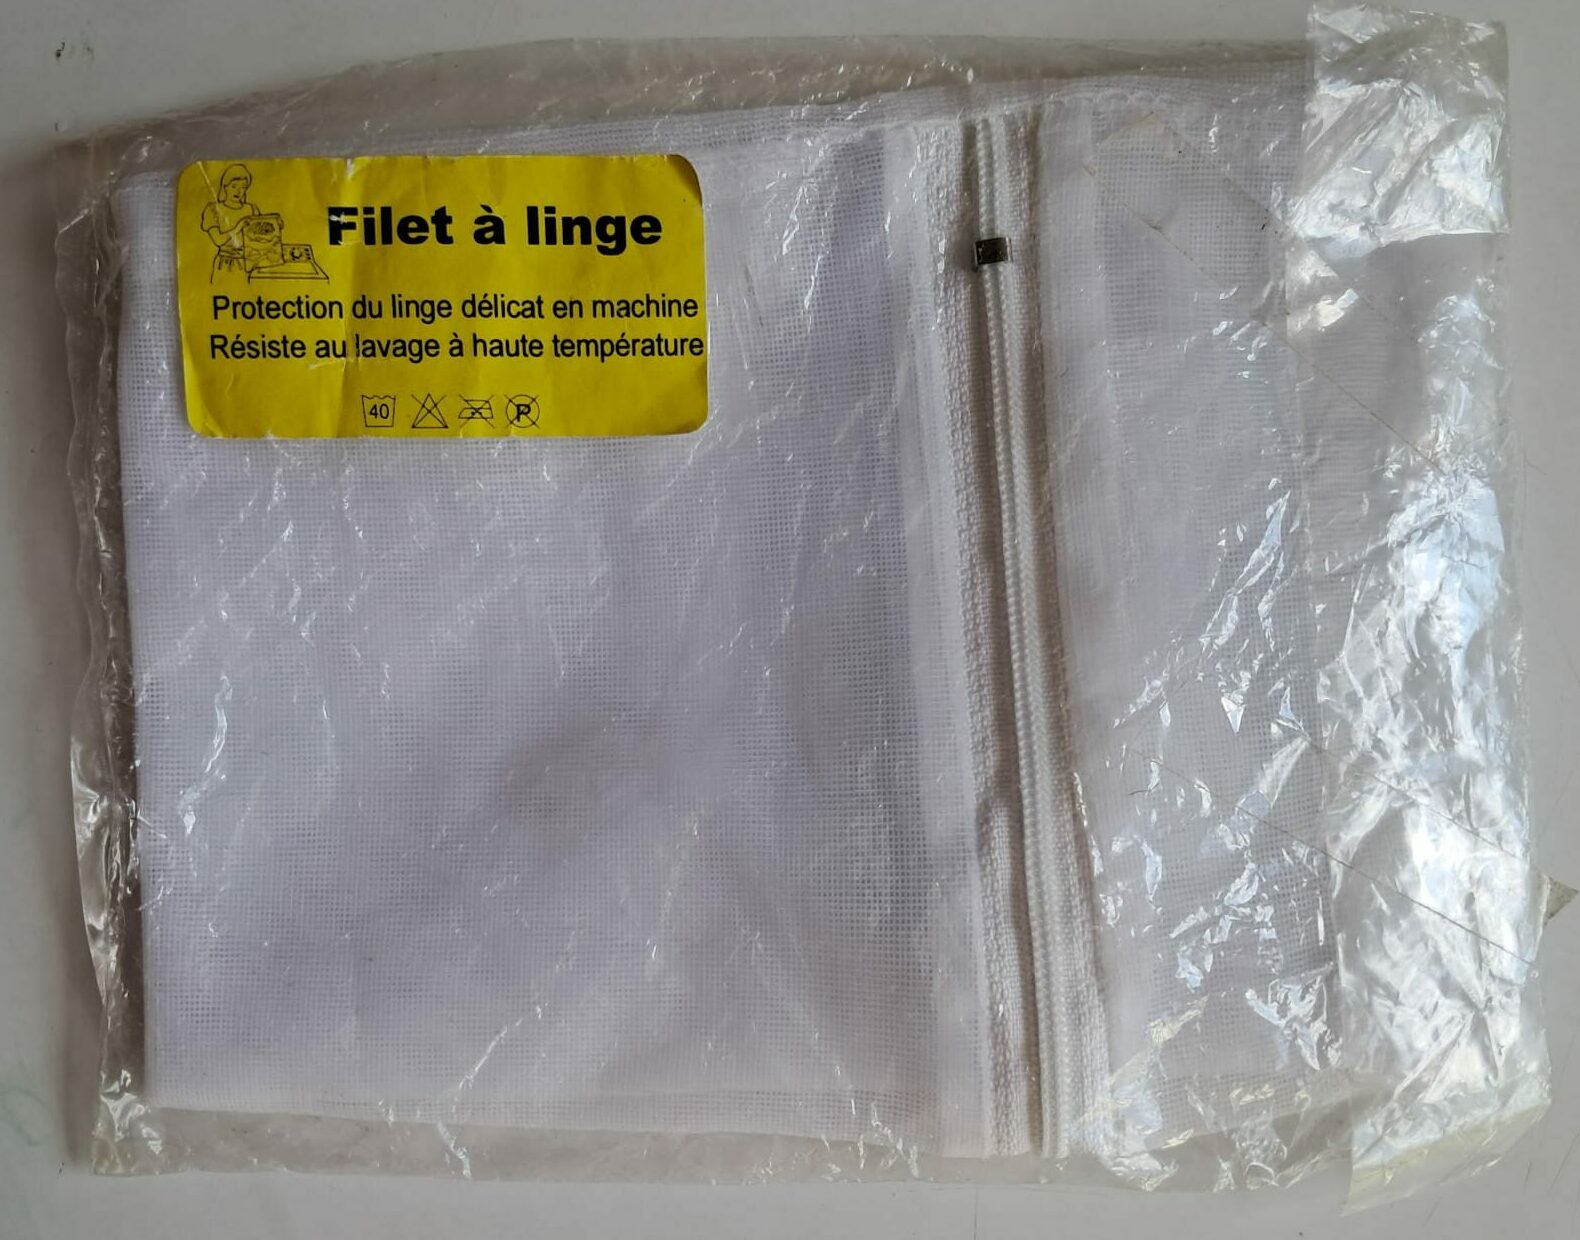 Filet à linge
Protection du linge délicat en machine
Résiste au lavage à haute température
40 P